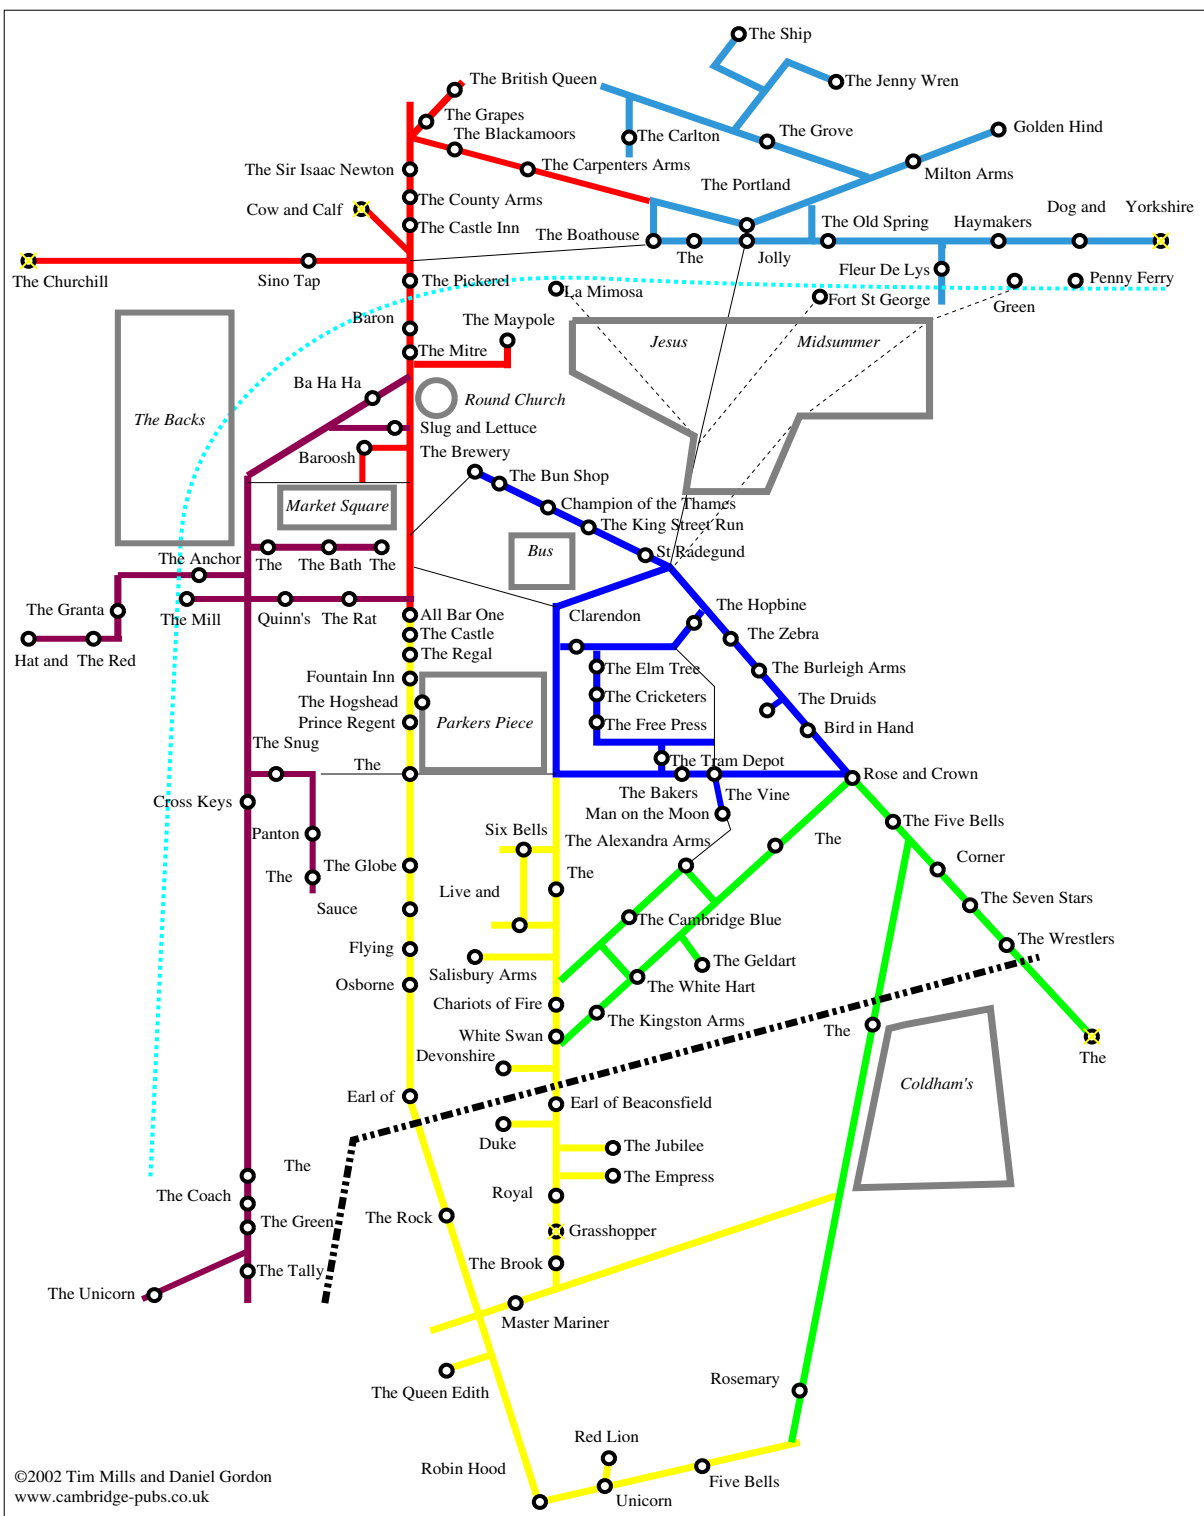 The Ship
The British Queen
The Jenny Wren
The Grapes
The Blackamoors
The Carlton
The Grove
Golden Hind
The Sir Isaac Newton
The Carpenters Arms
Milton Arms
The Portland
Cow and Calf
The County Arms
The Castle Inn
The Boathouse
The Old Spring
Haymakers
Dog and
Yorkshire
The
Jolly
The Churchill
Sino Tap
The Pickerel
Fleur De Lys
Penny Ferry
La Mimosa
Fort St George
Green
Baron
The Maypole
The Mitre
Jesus
Midsummer
Ba Ha Ha
Round Church
The Backs
Slug and Lettuce
Baroosh
The Brewery
The Bun Shop
Market Square
Champion of the Thames
The King Street Run
Bus
St Radegund
The Anchor
The
The Bath
The
The Granta
The Mill
Quinn's
The Rat
All Bar One
Clarendon
The Hopbine
The Castle
The Zebra
Hat and
The Red
The Regal
Fountain Inn
The Elm Tree
The Burleigh Arms
The Hogshead
The Cricketers
The Druids
Prince Regent
Parkers Piece
The Free Press
Bird in Hand
The Snug
The
The Tram Depot
Rose and Crown
The Bakers
The Vine
Cross Keys
Man on the Moon
The Five Bells
Panton
Six Bells
The Alexandra Arms
The
Corner
The Globe
The
The
Live and
The Seven Stars
Sauce
The Cambridge Blue
Flying
The Wrestlers
Salisbury Arms
The Geldart
Osborne
The White Hart
Chariots of Fire
The Kingston Arms
White Swan
The
Devonshire
The
Coldham's
Earl of
Earl of Beaconsfield
Duke
The Jubilee
The
The Empress
The Coach
Royal
The Rock
The Green
Grasshopper
The Brook
The Tally
The Unicorn
Master Mariner
Rosemary
The Queen Edith
Red Lion
Robin Hood
Five Bells
Unicorn
©2002 Tim Mills and Daniel Gordon
www.cambridge-pubs.co.uk